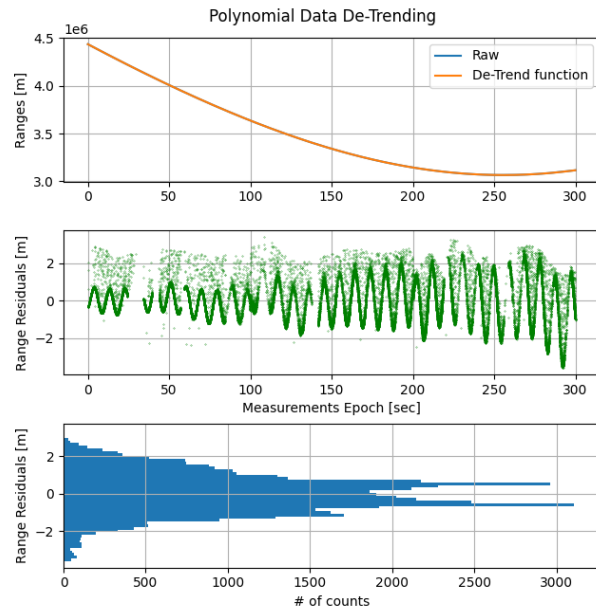 Polynomial Data De-Trending
1e6
4.5
4.0
3.5
3.0
Ranges [m]
Raw
De-Trend function
0 50 100 150 200 250 300
2
0
−2
Range Residuals [m]
0 50 100 150 200 250 300
Measurements Epoch [sec]
2
0
−2
Range Residuals [m]
0 500 1000 1500 2000 2500 3000
# of counts